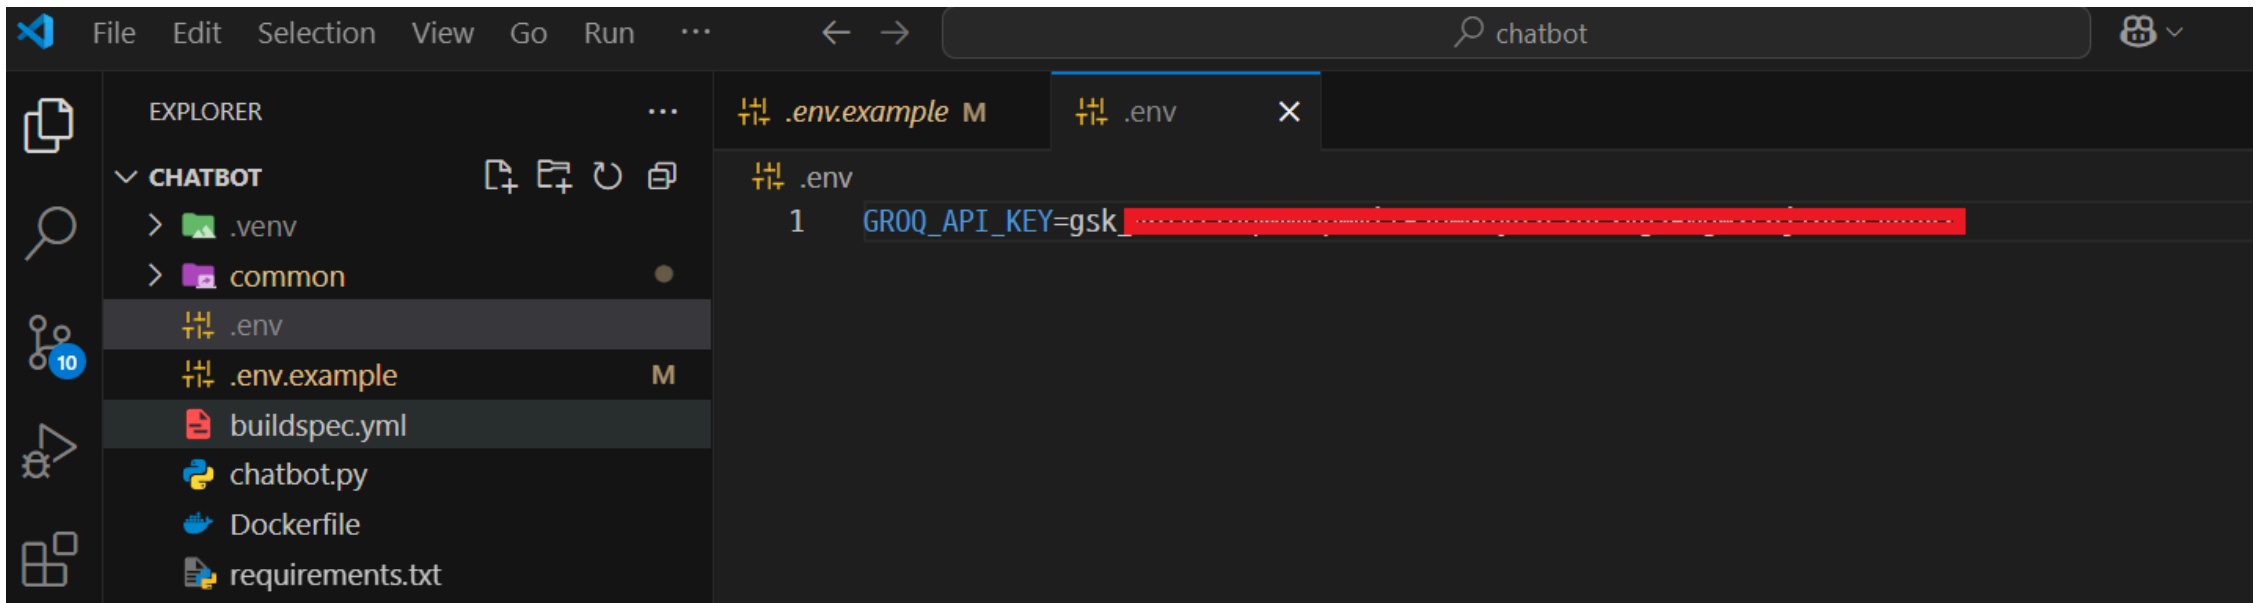 File Edit Selection View Go Run ··· ← → chatbot
EXPLORER ···
.env.example M .env ×
CHATBOT
.env
.venv
1 GROQ_API_KEY=gsk_
common
.env
10
.env.example M
buildspec.yml
chatbot.py
Dockerfile
requirements.txt